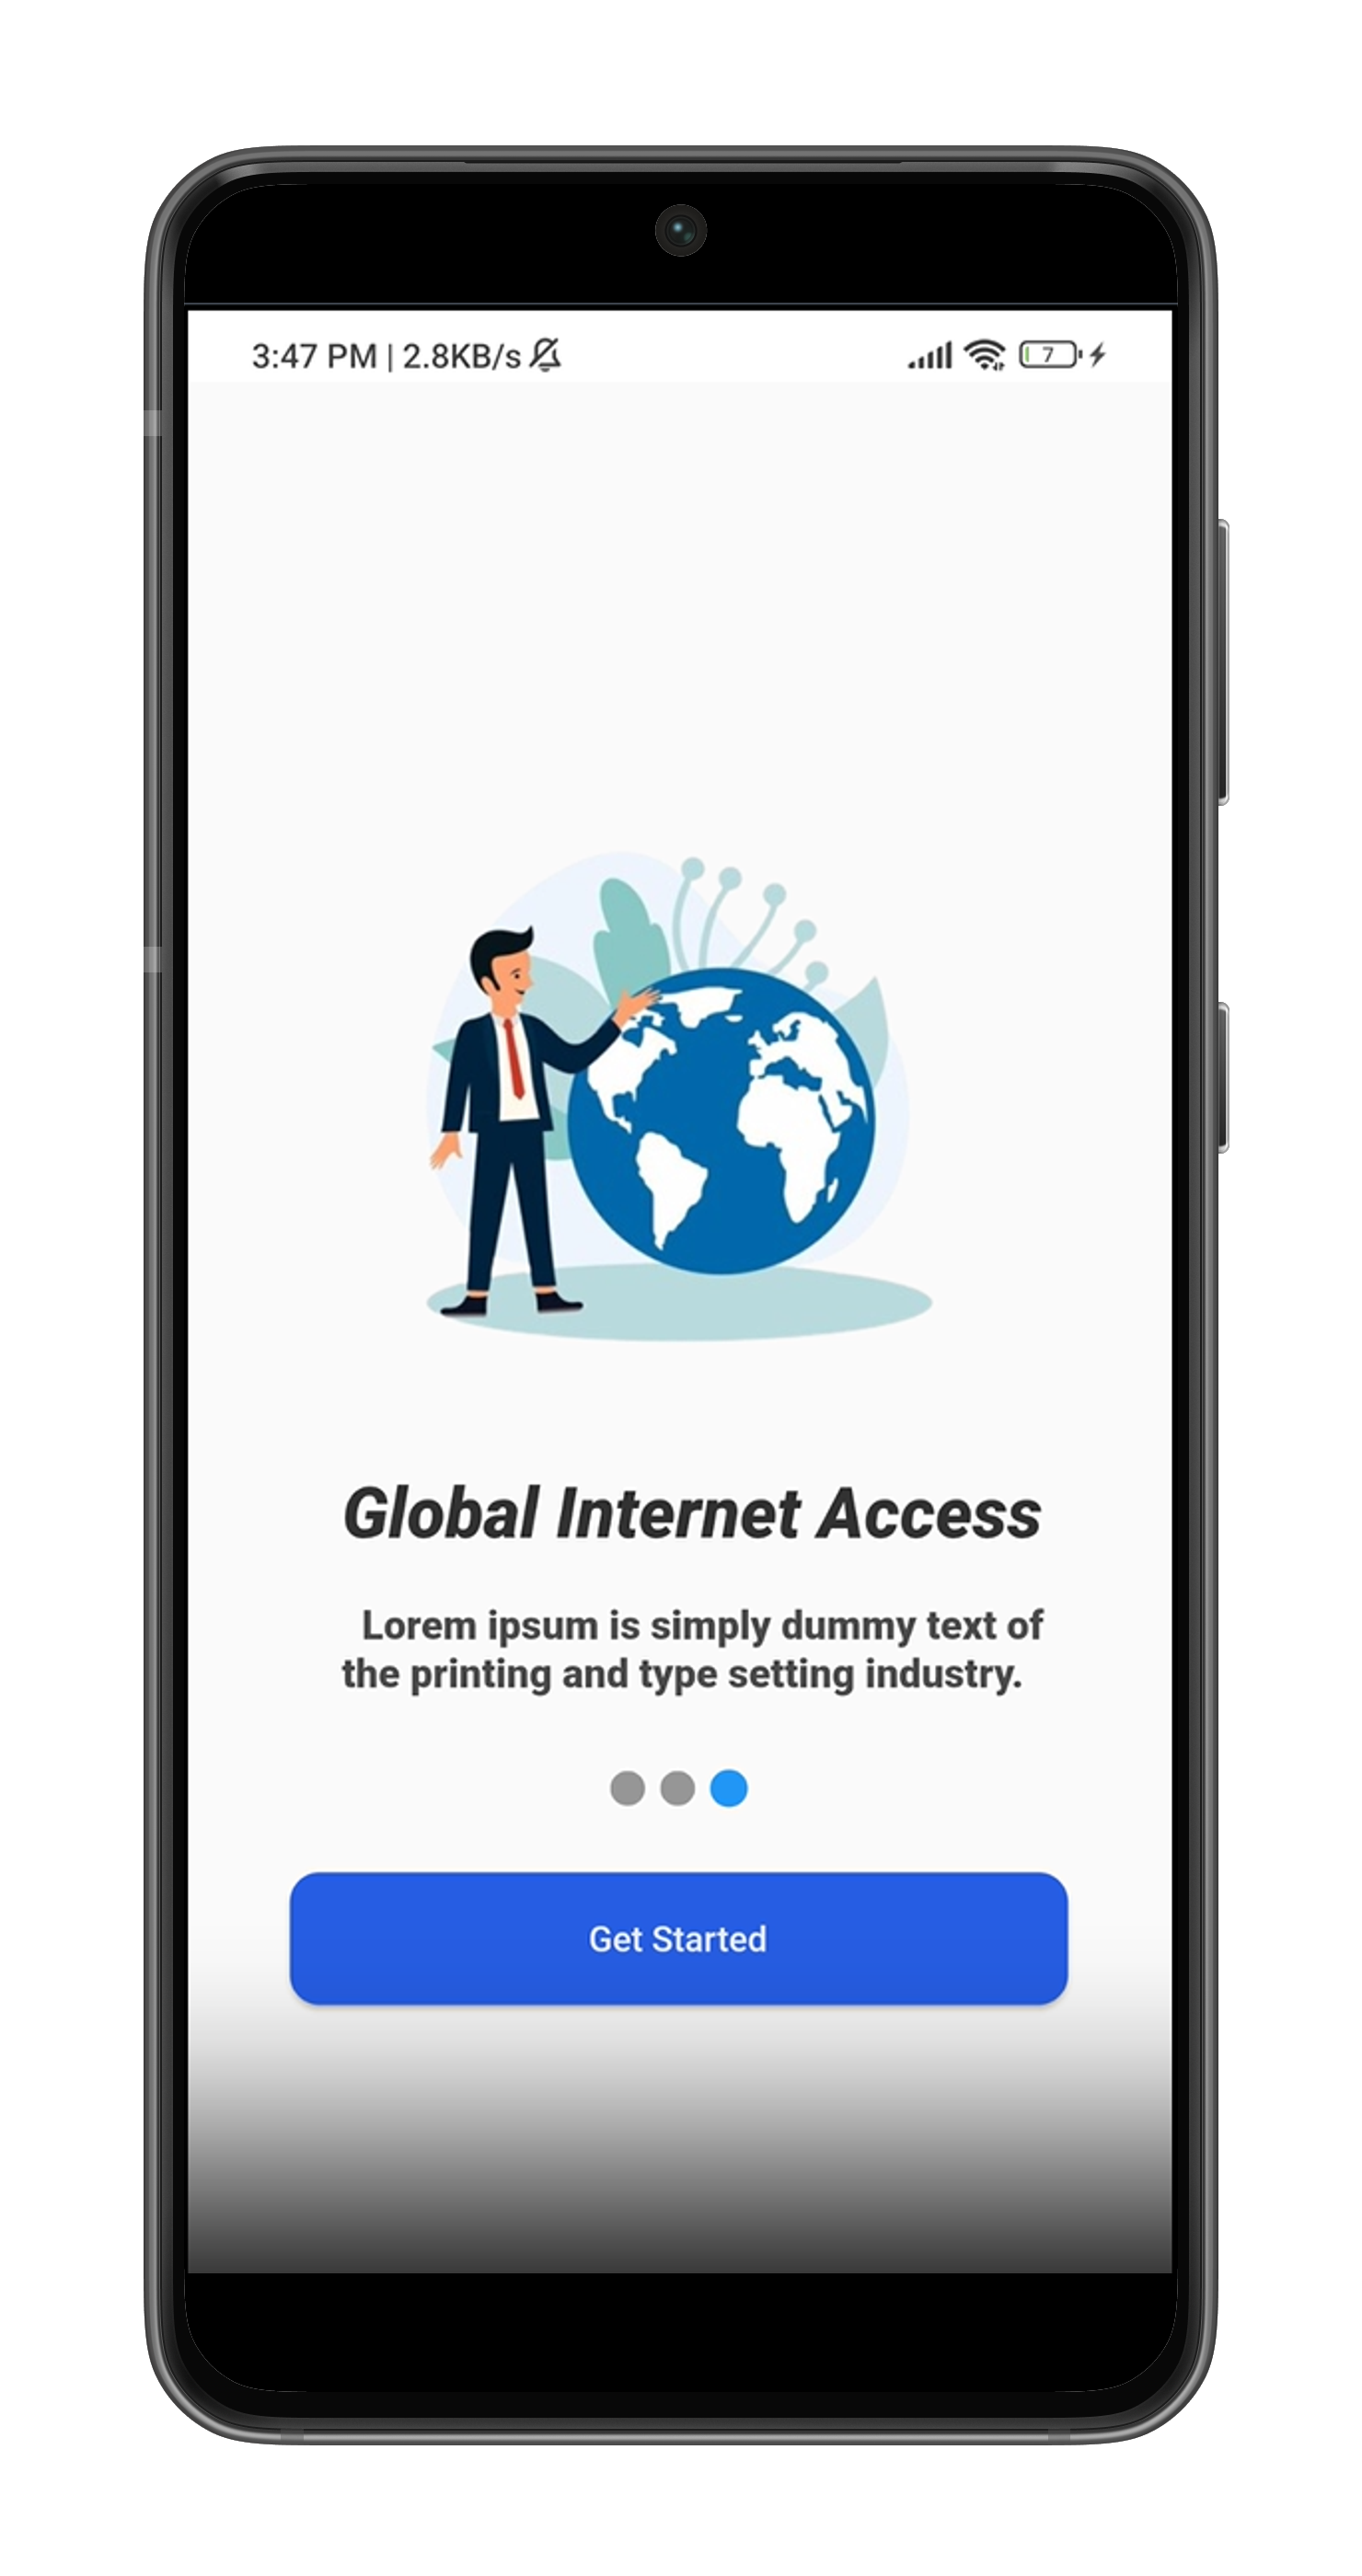 3:47 PM | 2.8KB/s 7
Global Internet Access
Lorem ipsum is simply dummy text of
the printing and type setting industry.
Get Started